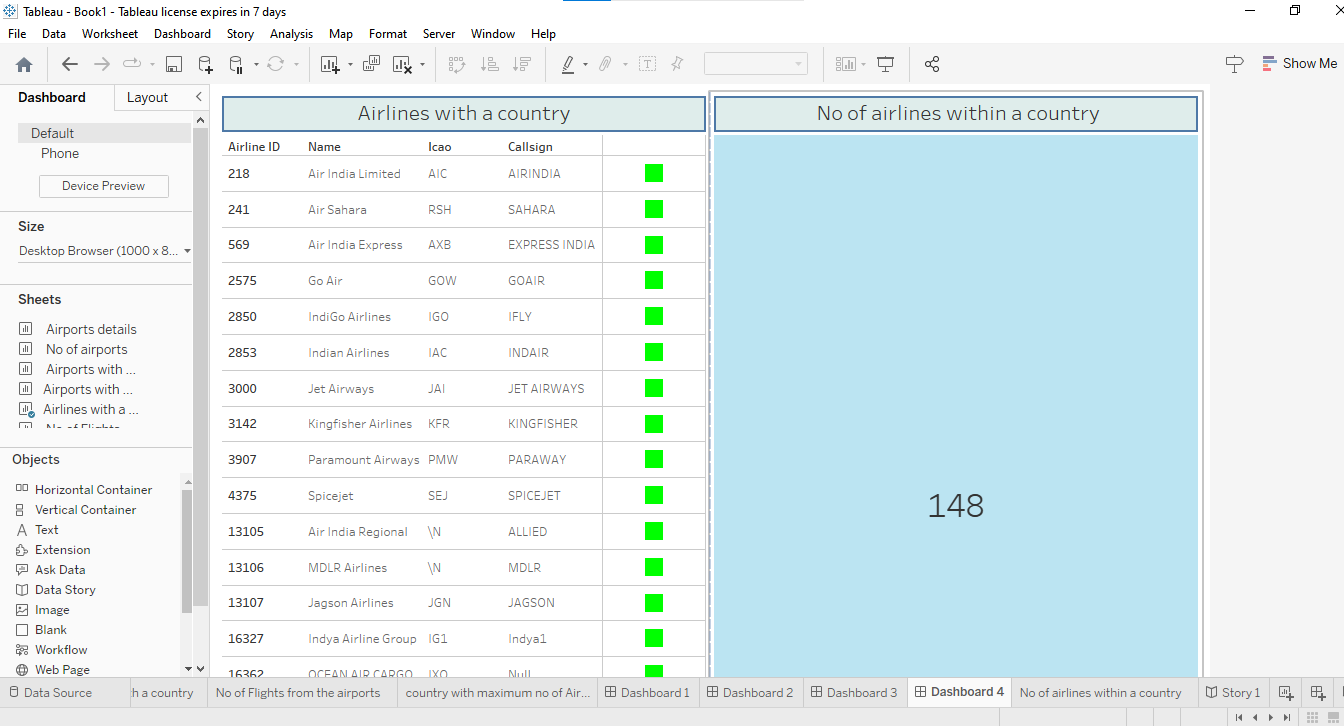 Tableau - Book1 - Tableau license expires in 7 days
File Data Worksheet Dashboard Story Analysis Map Format Server Window Help
Show Me
Dashboard Layout
Default
Phone
Device Preview
Size
Desktop Browser (1000 x 8...
Sheets
Airports details
No of airports
Airports with ...
Airports with ...
Airlines with a ...
No of Flights
Objects
Horizontal Container
Vertical Container
Text
Extension
Ask Data
Data Story
Image
Blank
Workflow
Web Page
Airlines with a country
Airline ID Name Icao Callsign
218 Air India Limited AIC AIRINDIA
241 Air Sahara RSH SAHARA
569 Air India Express AXB EXPRESS INDIA
2575 Go Air GOW GOAIR
2850 IndiGo Airlines IGO IFLY
2853 Indian Airlines IAC INDAIR
3000 Jet Airways JAI JET AIRWAYS
3142 Kingfisher Airlines KFR KINGFISHER
3907 Paramount Airways PMW PARAWAY
4375 Spicejet SEJ SPICEJET
13105 Air India Regional \N ALLIED
13106 MDLR Airlines \N MDLR
13107 Jagson Airlines JGN JAGSON
16327 Indya Airline Group IG1 Indya1
16362 OCEAN AIR CARGO IXO Null
No of airlines within a country
148
Data Source h a country No of Flights from the airports country with maximum no of Air... Dashboard 1 Dashboard 2 Dashboard 3 Dashboard 4 No of airlines within a country Story 1